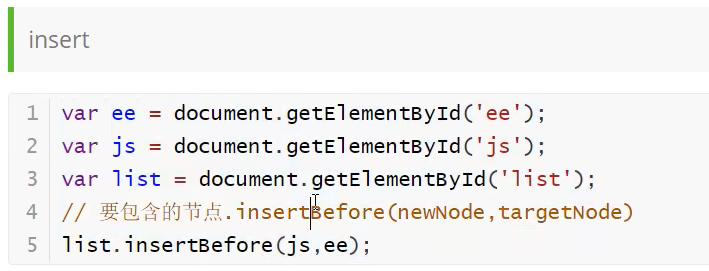 insert
1 var ee = document.getElementById('ee');
2 var js = document.getElementById('js');
3 var list = document.getElementById('list');
4 // 要包含的节点.insertBefore(newNode,targetNode)
5 list.insertBefore(js,ee);